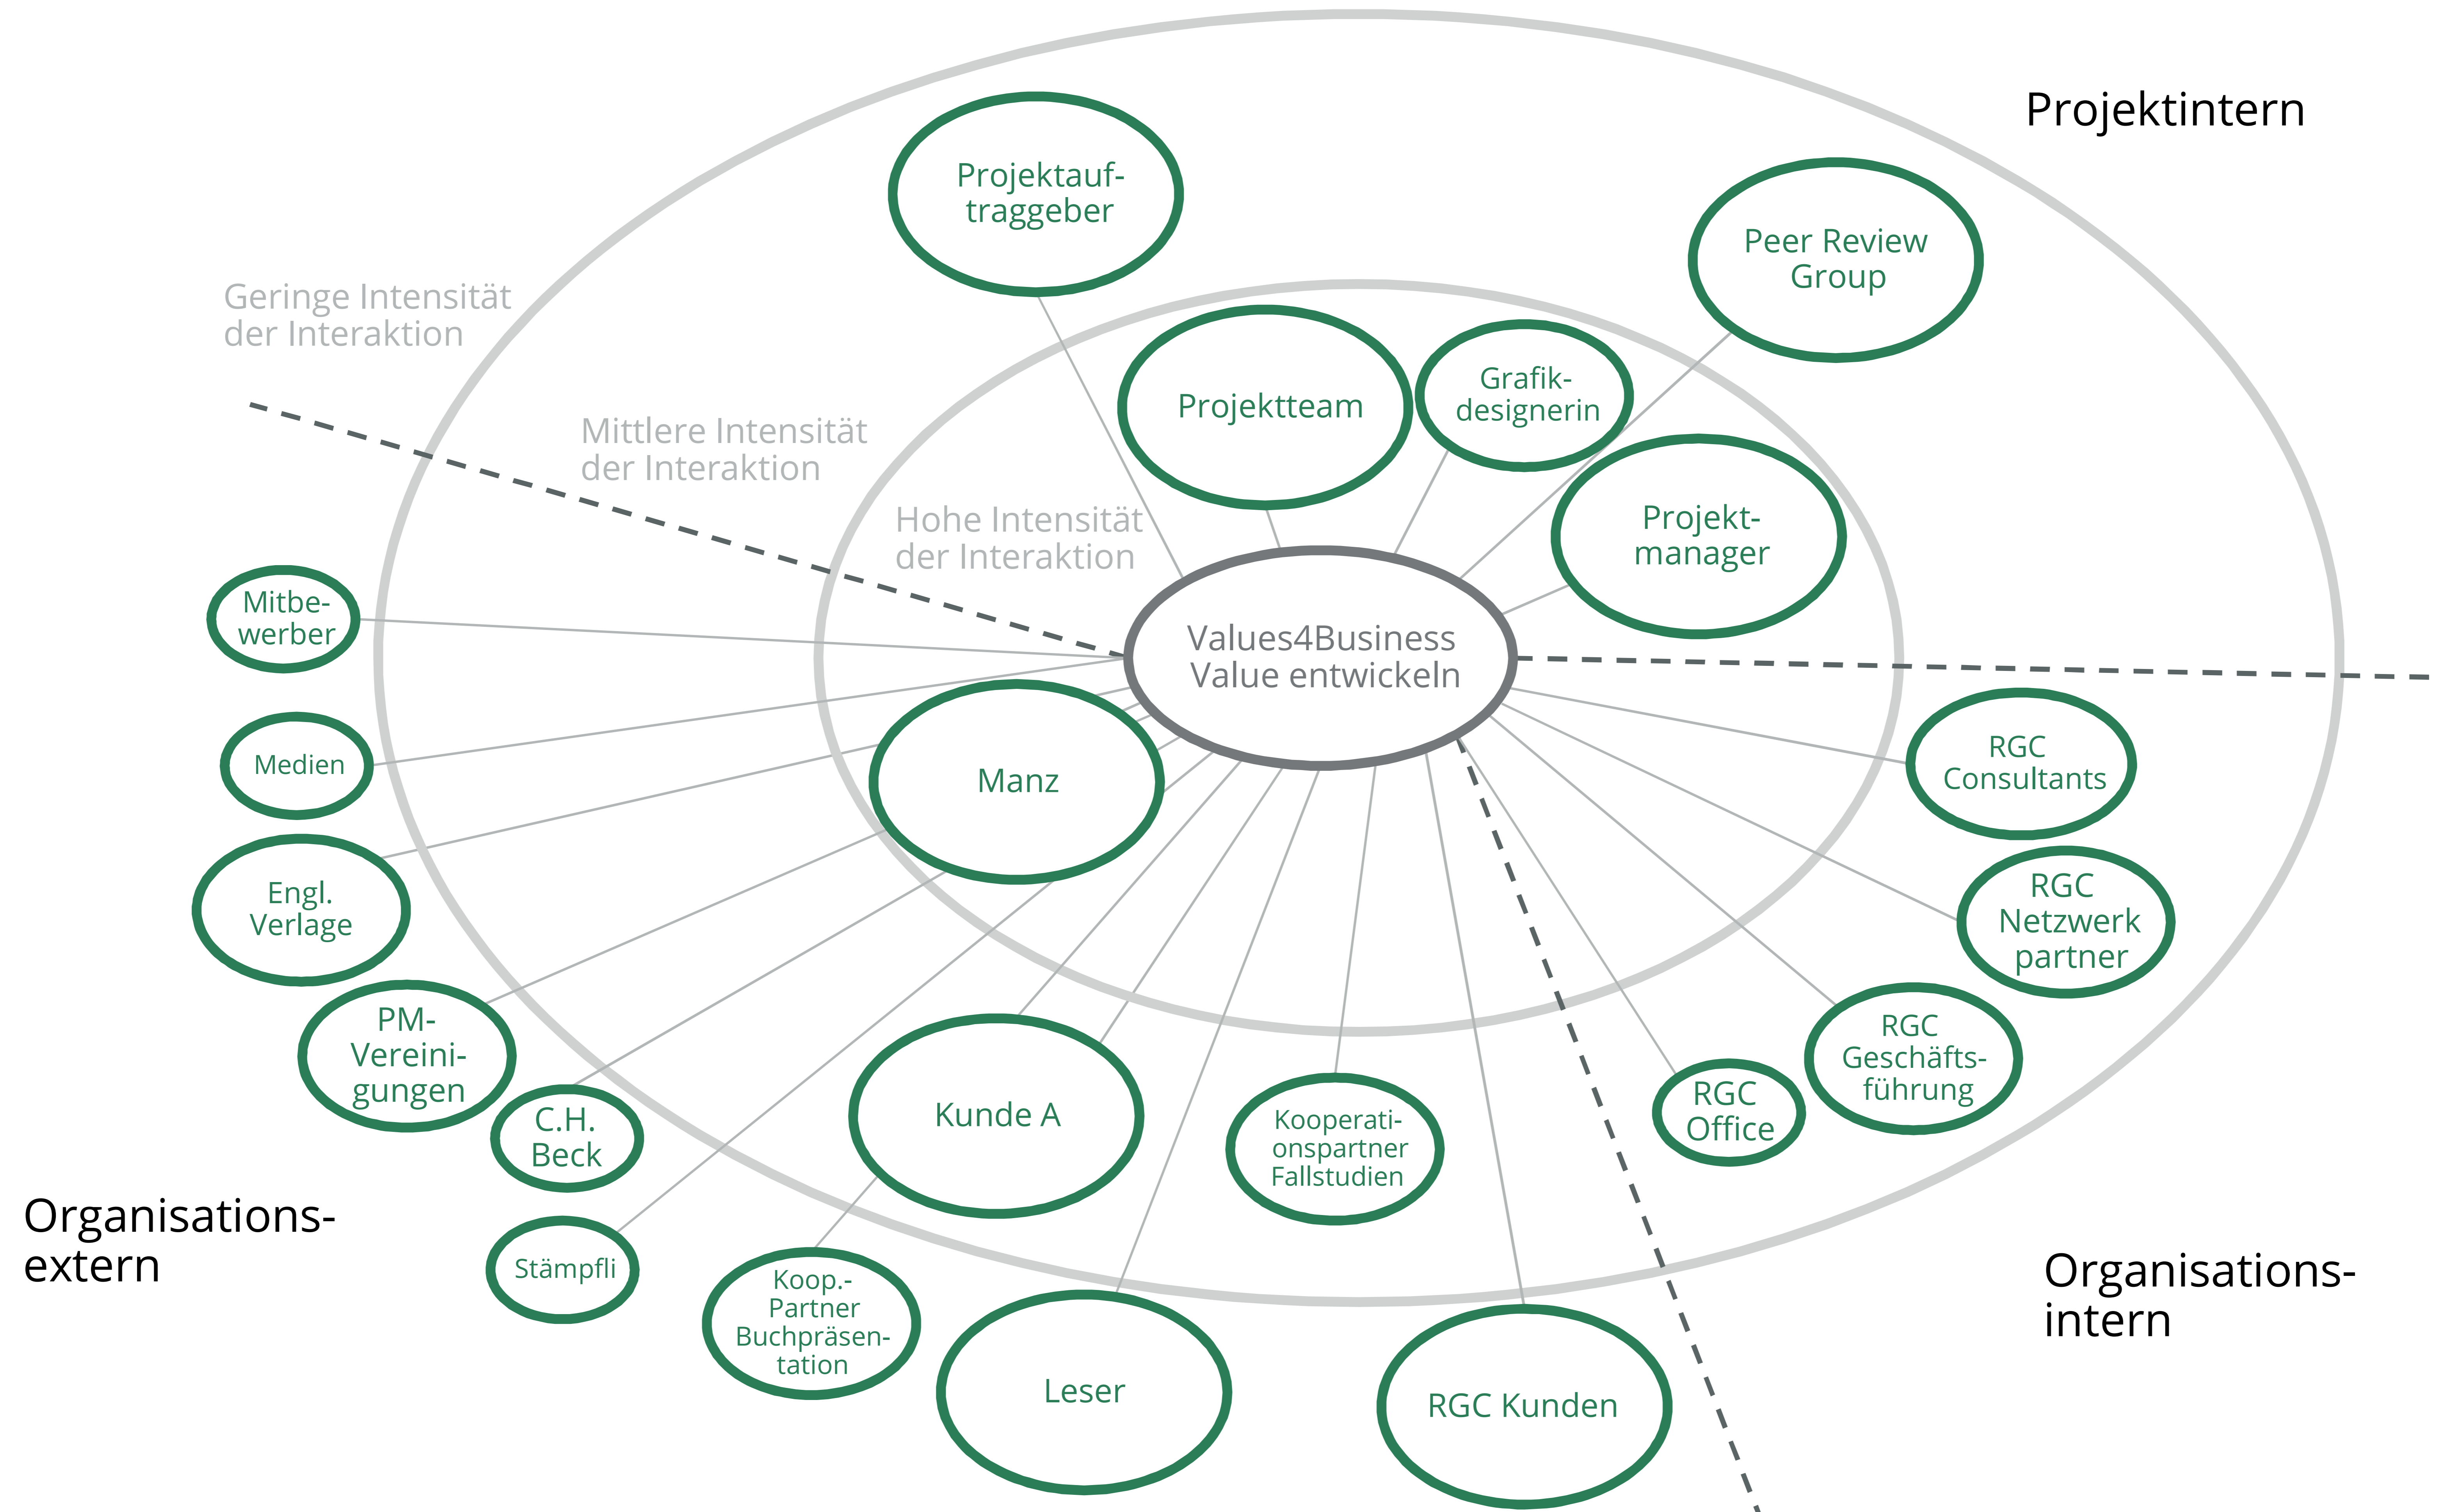 Projektintern
Projektauf-
traggeber
Peer Review
Group
Geringe Intensität
der Interaktion
Projektteam
Grafik-
designerin
Mittlere Intensität
der Interaktion
Hohe Intensität
der Interaktion
Projekt-
manager
Mitbe-
werber
Values4Business
Value entwickeln
Medien
Manz
RGC
Consultants
Engl.
Verlage
RGC
Netzwerk
partner
PM-
Vereini-
gungen
C.H.
Beck
Kunde A
Kooperati-
onspartner
Fallstudien
RGC
Office
RGC
Geschäfts-
führung
Organisations-
extern
Stämpfli
Koop.-
Partner
Buchpräsen-
tation
Leser
RGC Kunden
Organisations-
intern